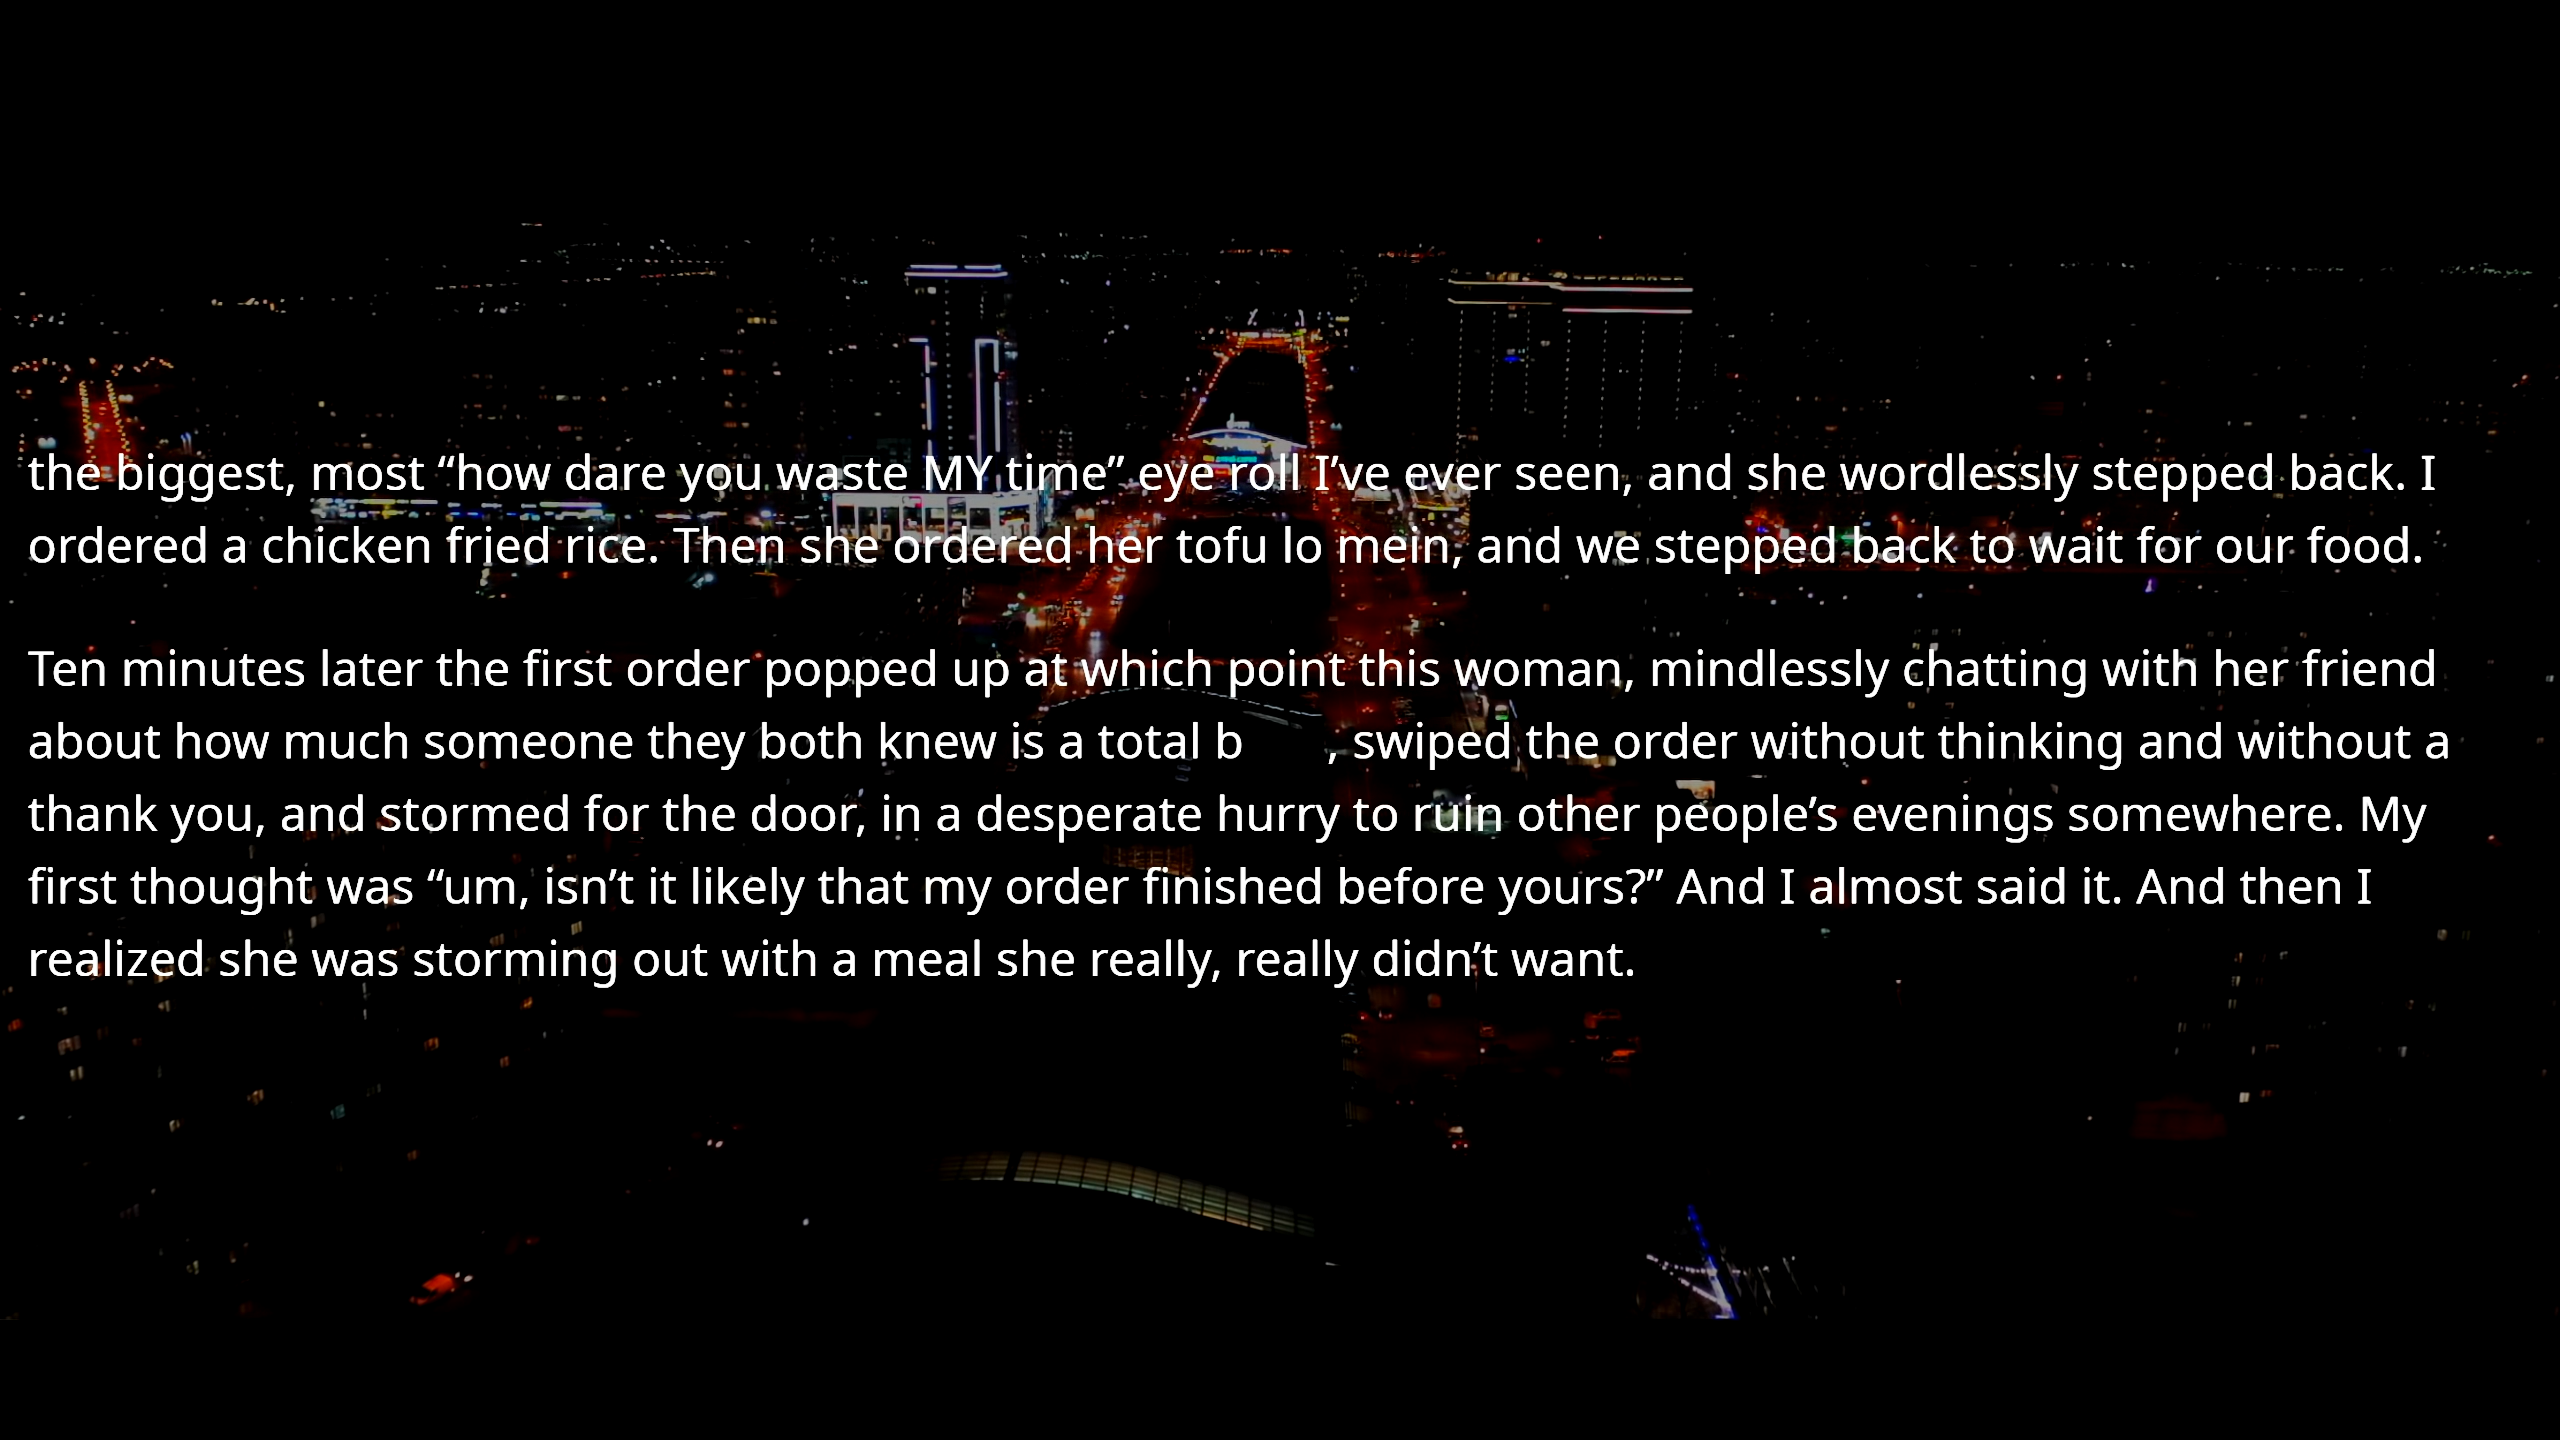 the biggest, most “how dare you waste MY time” eye roll I’ve ever seen, and she wordlessly stepped back. I
ordered a chicken fried rice. Then she ordered her tofu lo mein, and we stepped back to wait for our food.
Ten minutes later the first order popped up at which point this woman, mindlessly chatting with her friend
about how much someone they both knew is a total b , swiped the order without thinking and without a
thank you, and stormed for the door, in a desperate hurry to ruin other people’s evenings somewhere. My
first thought was “um, isn’t it likely that my order finished before yours?” And I almost said it. And then I
realized she was storming out with a meal she really, really didn’t want.